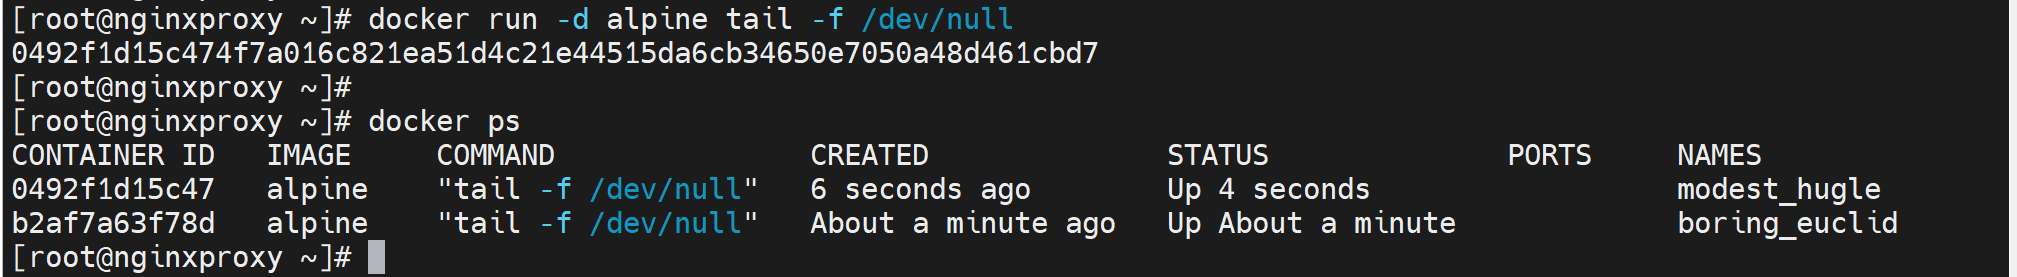 [root@nginxproxy ~]# docker run -d alpine tail -f /dev/null
0492f1d15c474f7a016c821ea51d4c21e44515da6cb34650e7050a48d461cbd7
[root@nginxproxy ~]#
[root@nginxproxy ~]# docker ps
CONTAINER ID   IMAGE     COMMAND               CREATED              STATUS              PORTS     NAMES
0492f1d15c47   alpine    "tail -f /dev/null"   6 seconds ago        Up 4 seconds                  modest_hugle
b2af7a63f78d   alpine    "tail -f /dev/null"   About a minute ago   Up About a minute             boring_euclid
[root@nginxproxy ~]#